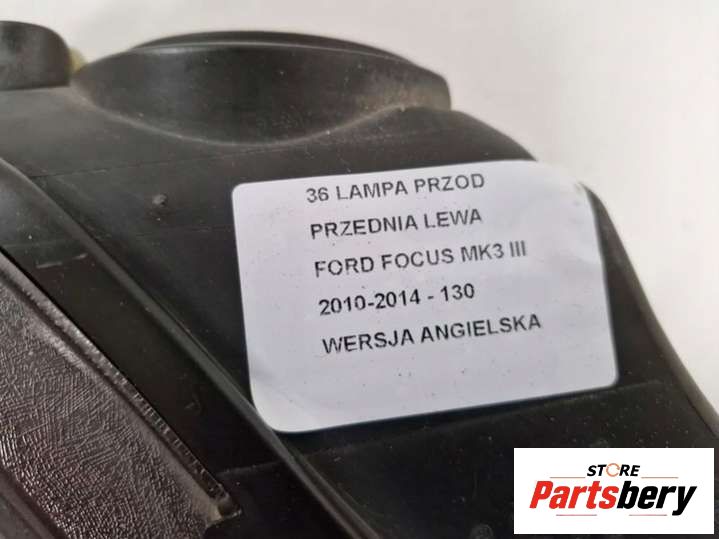 36 LAMPA PRZOD
PRZEDNIA LEWA
FORD FOCUS MK3 III
2010-2014 - 130
WERSJA ANGIELSKA
STORE
Partsbery